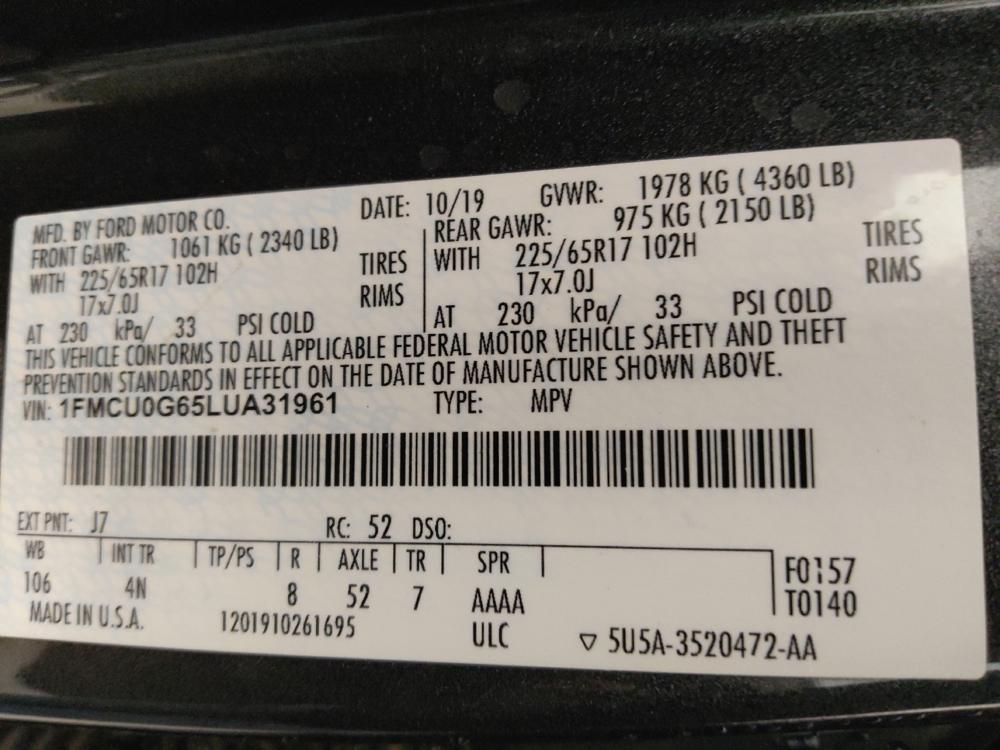 MFD. BY FORD MOTOR CO. DATE: 10/19 GVWR: 1978 KG ( 4360 LB)
FRONT GAWR: 1061 KG ( 2340 LB) REAR GAWR: 975 KG ( 2150 LB)
WITH 225/65R17 102H TIRES WITH 225/65R17 102H TIRES
17x7.0J RIMS 17x7.0J RIMS
AT 230 kPa/ 33 PSI COLD AT 230 kPa/ 33 PSI COLD
THIS VEHICLE CONFORMS TO ALL APPLICABLE FEDERAL MOTOR VEHICLE SAFETY AND THEFT
PREVENTION STANDARDS IN EFFECT ON THE DATE OF MANUFACTURE SHOWN ABOVE.
VIN: 1FMCU0G65LUA31961 TYPE: MPV
EXT PNT: J7 RC: 52 DSO:
WB INT TR TP/PS R AXLE TR SPR
106 4N 8 52 7 AAAA
F0157
T0140
MADE IN U.S.A. 1201910261695 ULC ▽ 5U5A-3520472-AA